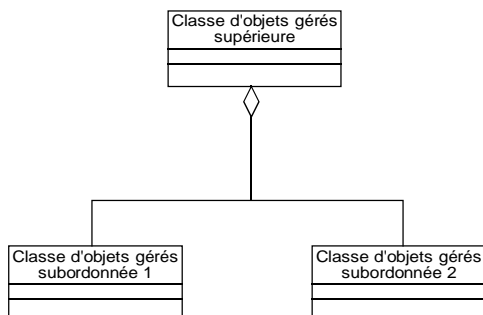 Classe d'objets gérés
supérieure
Classe d'objets gérés
subordonnée 1
Classe d'objets gérés
subordonnée 2